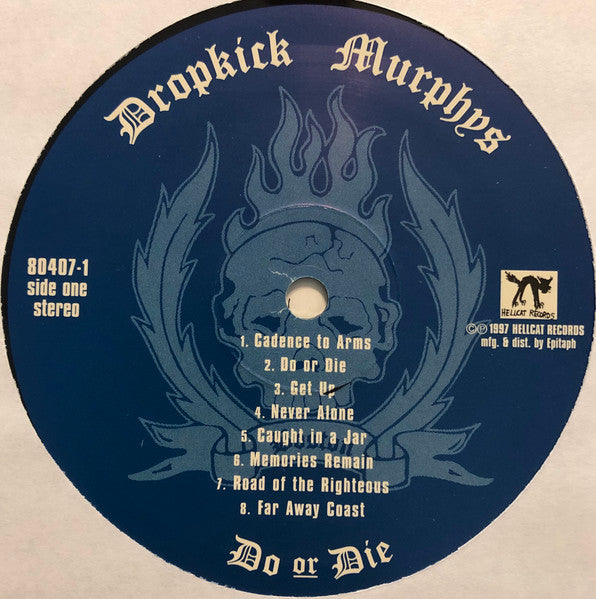 Dropkick Murphys
80407-1
side one
stereo
HELLCAT RECORDS
©℗ 1997 HELLCAT RECORDS
mfg. & dist. by Epitaph
1. Cadence to Arms
2. Do or Die
3. Get Up
4. Never Alone
5. Caught in a Jar
6. Memories Remain
7. Road of the Righteous
8. Far Away Coast
Do or Die